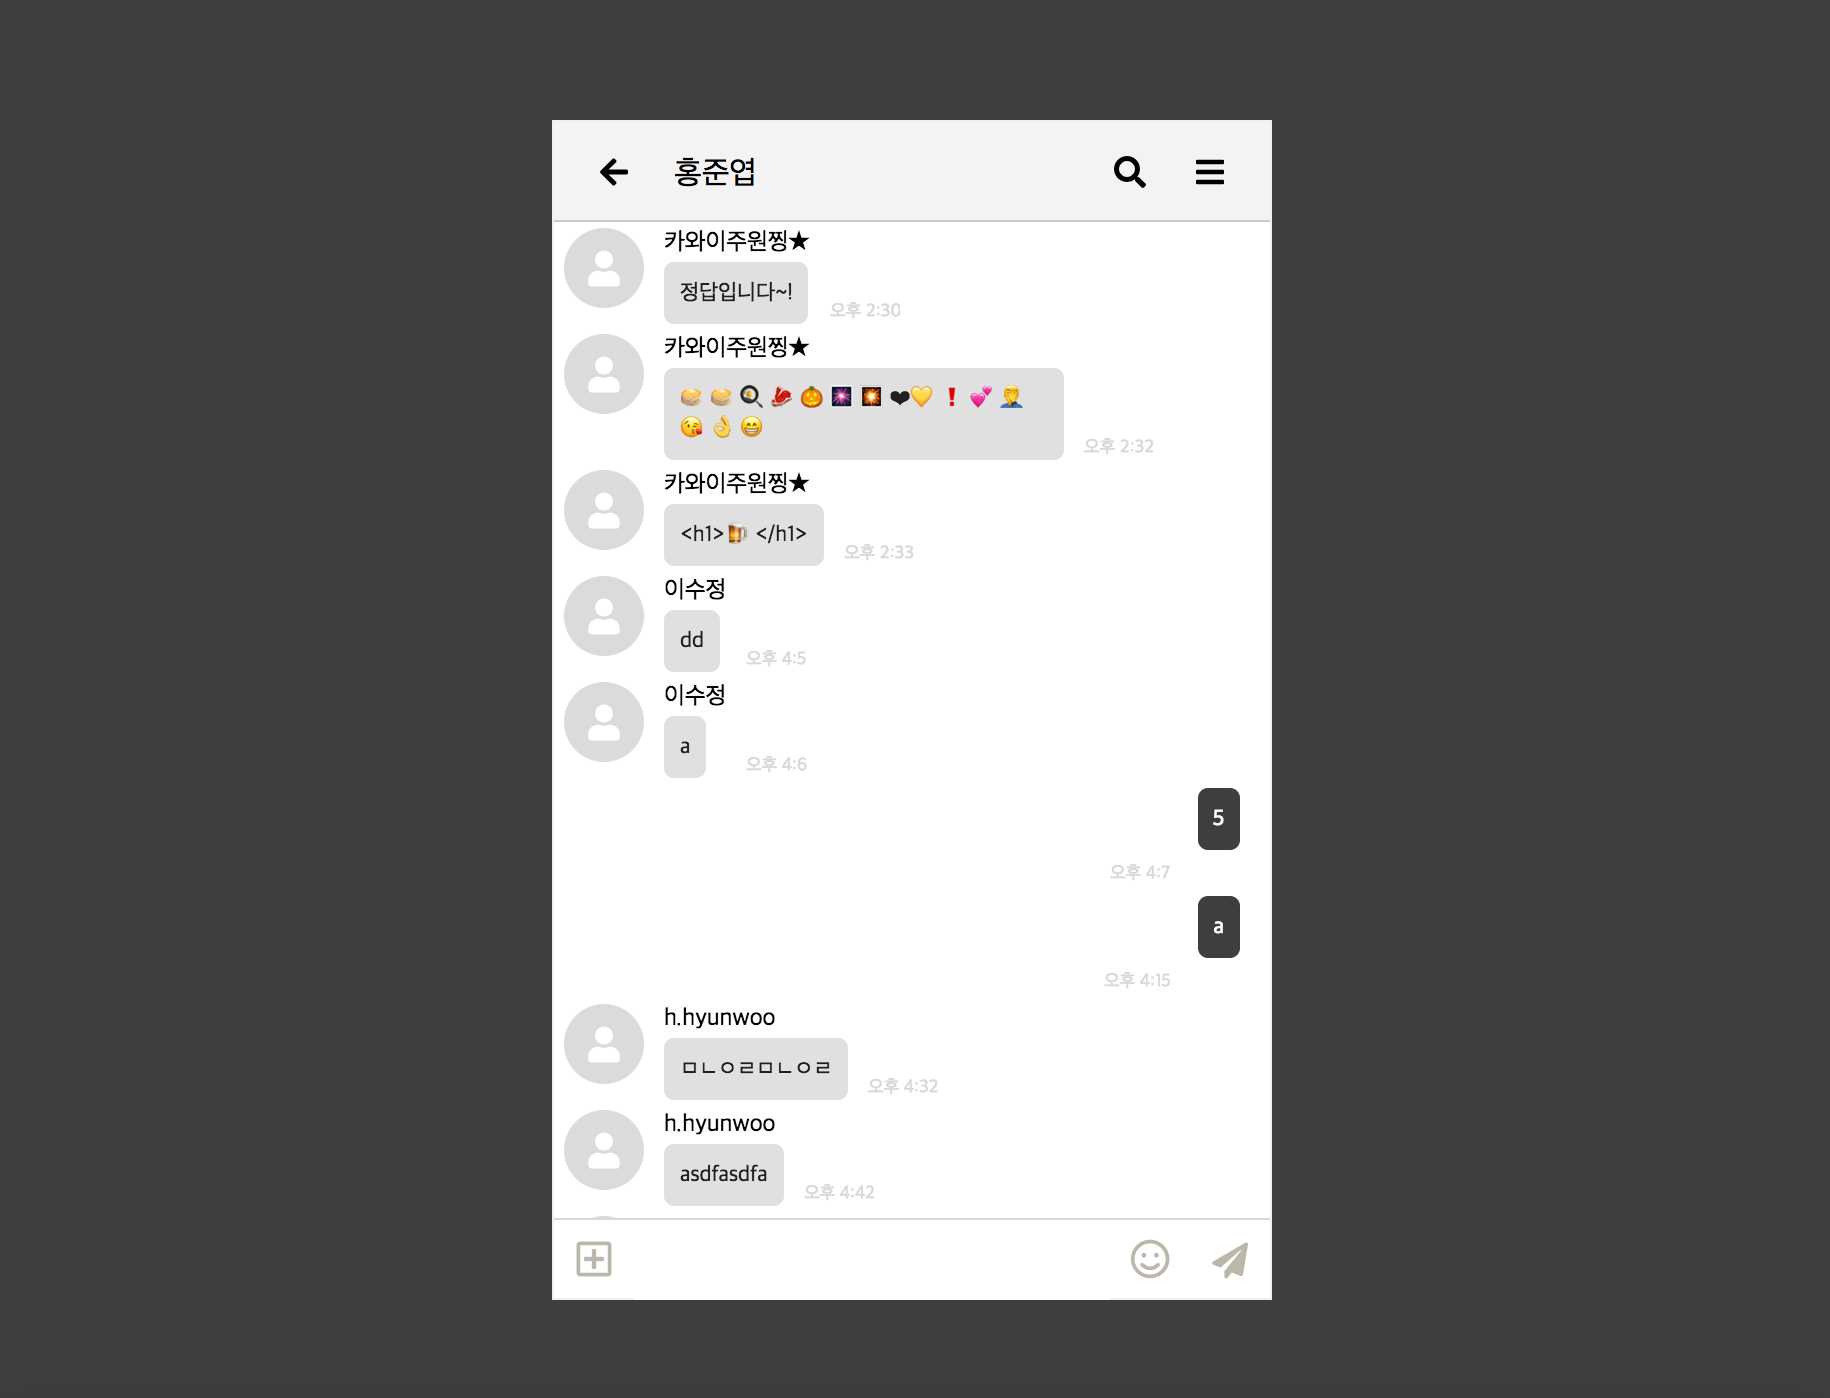 홍준엽
카와이주원찡★
정답입니다~!
오후 2:30
카와이주원찡★
🥞 🥞 🍳 🥩 🎃 🎆 🎇 ❤💛 ❗ 💕 🤦
😘 👌 😁
오후 2:32
카와이주원찡★
<h1>🍺 </h1>
오후 2:33
이수정
dd
오후 4:5
이수정
a
오후 4:6
5
오후 4:7
a
오후 4:15
h.hyunwoo
ㅁㄴㅇㄹㅁㄴㅇㄹ
오후 4:32
h.hyunwoo
asdfasdfa
오후 4:42